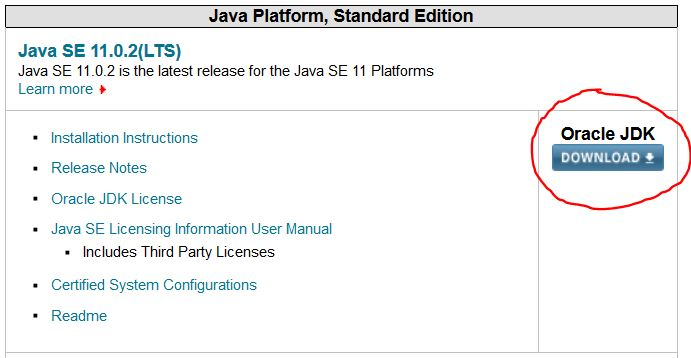 Java Platform, Standard Edition
Java SE 11.0.2(LTS)
Java SE 11.0.2 is the latest release for the Java SE 11 Platforms
Learn more
Installation Instructions
Release Notes
Oracle JDK License
Java SE Licensing Information User Manual
Includes Third Party Licenses
Certified System Configurations
Readme
Oracle JDK
DOWNLOAD